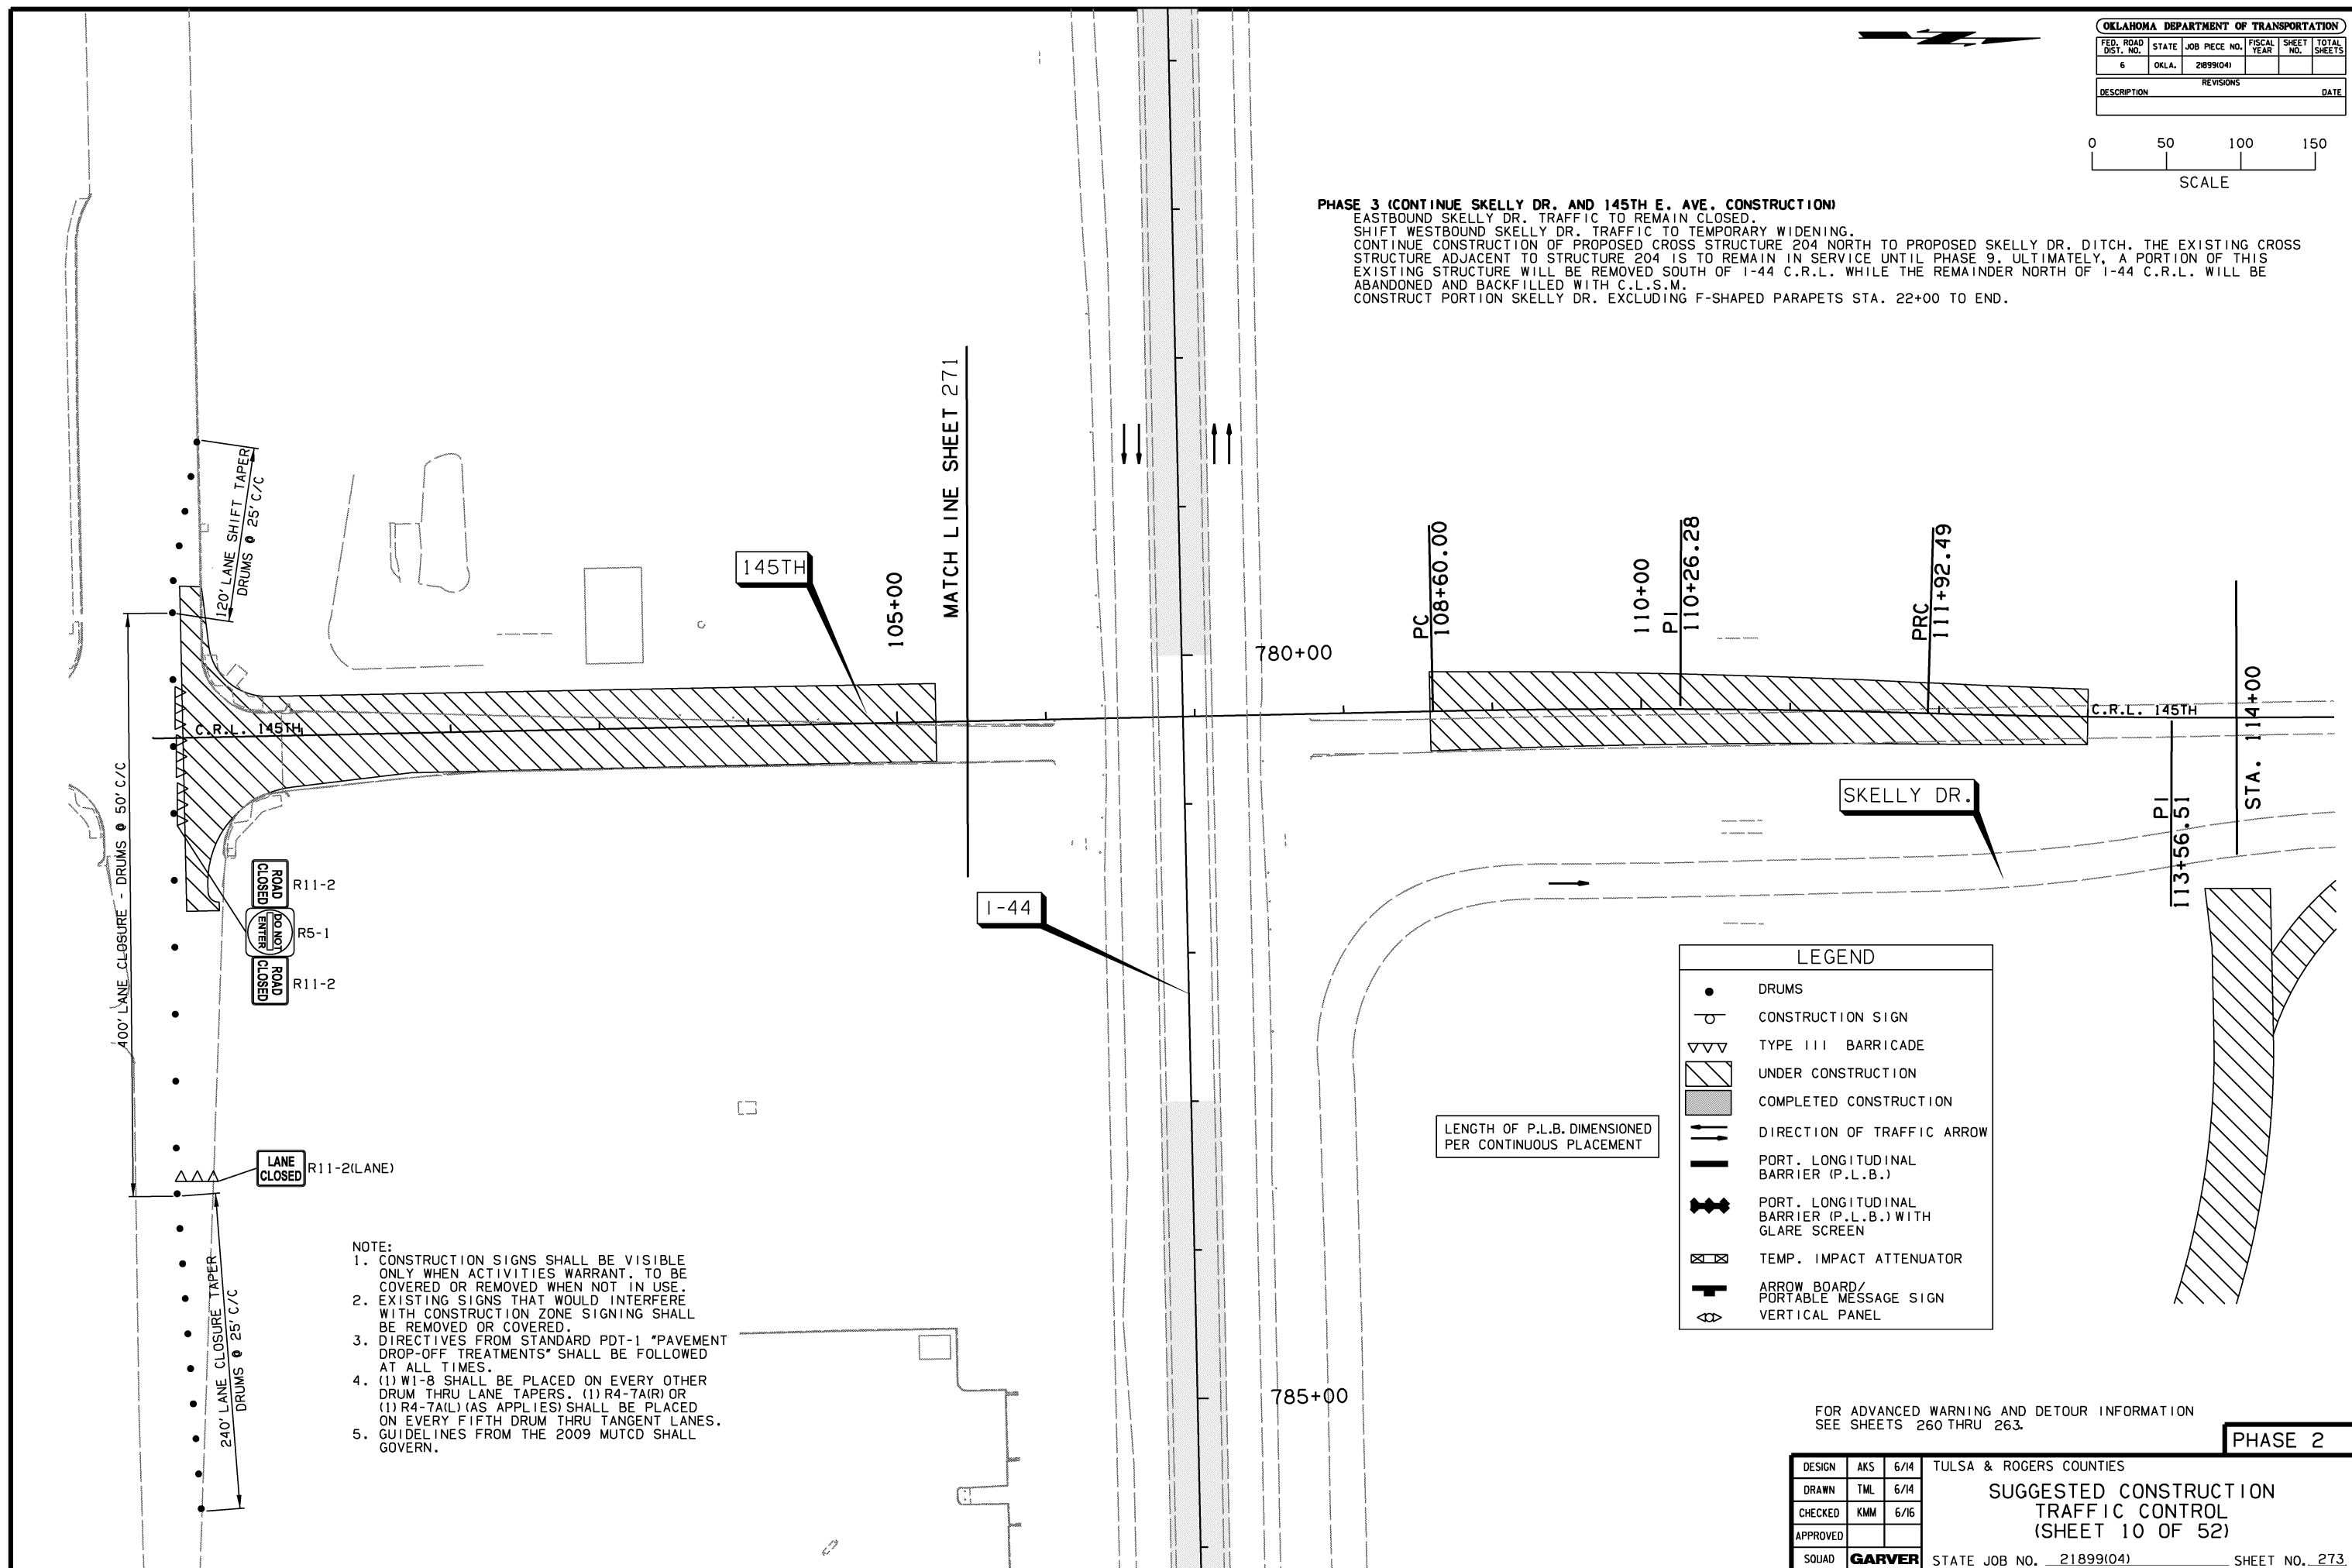 OKLAHOMA DEPARTMENT OF TRANSPORTATION
FED. ROAD DIST. NO. STATE JOB PIECE NO. FISCAL YEAR SHEET NO. TOTAL SHEETS
6 OKLA. 21899(04)
REVISIONS
DESCRIPTION DATE
0 50 100 150
SCALE
PHASE 3 (CONTINUE SKELLY DR. AND 145TH E. AVE. CONSTRUCTION)
EASTBOUND SKELLY DR. TRAFFIC TO REMAIN CLOSED.
SHIFT WESTBOUND SKELLY DR. TRAFFIC TO TEMPORARY WIDENING.
CONTINUE CONSTRUCTION OF PROPOSED CROSS STRUCTURE 204 NORTH TO PROPOSED SKELLY DR. DITCH. THE EXISTING CROSS
STRUCTURE ADJACENT TO STRUCTURE 204 IS TO REMAIN IN SERVICE UNTIL PHASE 9. ULTIMATELY, A PORTION OF THIS
EXISTING STRUCTURE WILL BE REMOVED SOUTH OF I-44 C.R.L. WHILE THE REMAINDER NORTH OF I-44 C.R.L. WILL BE
ABANDONED AND BACKFILLED WITH C.L.S.M.
CONSTRUCT PORTION SKELLY DR. EXCLUDING F-SHAPED PARAPETS STA. 22+00 TO END.
120' LANE SHIFT TAPER
DRUMS @ 25' C/C
145TH
105+00
MATCH LINE SHEET 271
780+00
PC
108+60.00
110+00
PI
110+26.28
PRC
111+92.49
C.R.L. 145TH
C.R.L. 145TH
STA. 114+00
PI
113+56.51
SKELLY DR.
I-44
400' LANE CLOSURE - DRUMS @ 50' C/C
ROAD
CLOSED
R11-2
DO NOT
ENTER
R5-1
ROAD
CLOSED
R11-2
LANE
CLOSED
R11-2(LANE)
240' LANE CLOSURE TAPER
DRUMS @ 25' C/C
NOTE:
1. CONSTRUCTION SIGNS SHALL BE VISIBLE
ONLY WHEN ACTIVITIES WARRANT. TO BE
COVERED OR REMOVED WHEN NOT IN USE.
2. EXISTING SIGNS THAT WOULD INTERFERE
WITH CONSTRUCTION ZONE SIGNING SHALL
BE REMOVED OR COVERED.
3. DIRECTIVES FROM STANDARD PDT-1 "PAVEMENT
DROP-OFF TREATMENTS" SHALL BE FOLLOWED
AT ALL TIMES.
4. (1) W1-8 SHALL BE PLACED ON EVERY OTHER
DRUM THRU LANE TAPERS. (1) R4-7A(R) OR
(1) R4-7A(L) (AS APPLIES) SHALL BE PLACED
ON EVERY FIFTH DRUM THRU TANGENT LANES.
5. GUIDELINES FROM THE 2009 MUTCD SHALL
GOVERN.
785+00
LENGTH OF P.L.B. DIMENSIONED
PER CONTINUOUS PLACEMENT
LEGEND
DRUMS
CONSTRUCTION SIGN
TYPE III BARRICADE
UNDER CONSTRUCTION
COMPLETED CONSTRUCTION
DIRECTION OF TRAFFIC ARROW
PORT. LONGITUDINAL
BARRIER (P.L.B.)
PORT. LONGITUDINAL
BARRIER (P.L.B.) WITH
GLARE SCREEN
TEMP. IMPACT ATTENUATOR
ARROW BOARD/
PORTABLE MESSAGE SIGN
VERTICAL PANEL
FOR ADVANCED WARNING AND DETOUR INFORMATION
SEE SHEETS 260 THRU 263.
PHASE 2
DESIGN AKS 6/14
DRAWN TML 6/14
CHECKED KMM 6/16
APPROVED
SQUAD GARVER
TULSA & ROGERS COUNTIES
SUGGESTED CONSTRUCTION
TRAFFIC CONTROL
(SHEET 10 OF 52)
STATE JOB NO. 21899(04) SHEET NO. 273